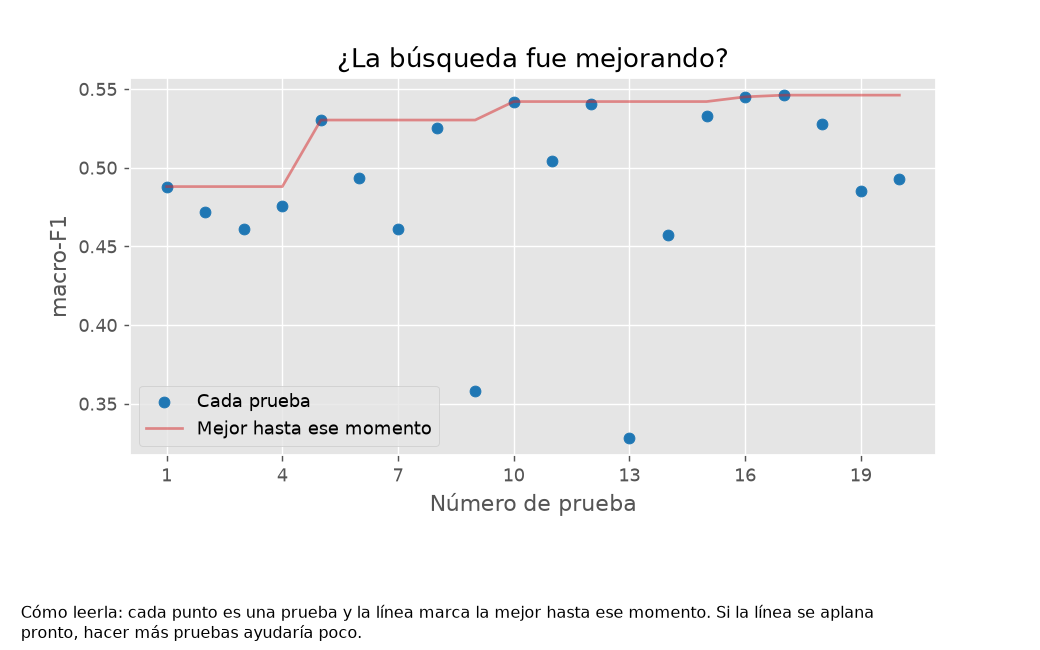 ¿La búsqueda fue mejorando?
0.55
0.50
0.45
0.40
0.35
macro-F1
Cada prueba
Mejor hasta ese momento
1 4 7 10 13 16 19
Número de prueba
Cómo leerla: cada punto es una prueba y la línea marca la mejor hasta ese momento. Si la línea se aplana
pronto, hacer más pruebas ayudaría poco.